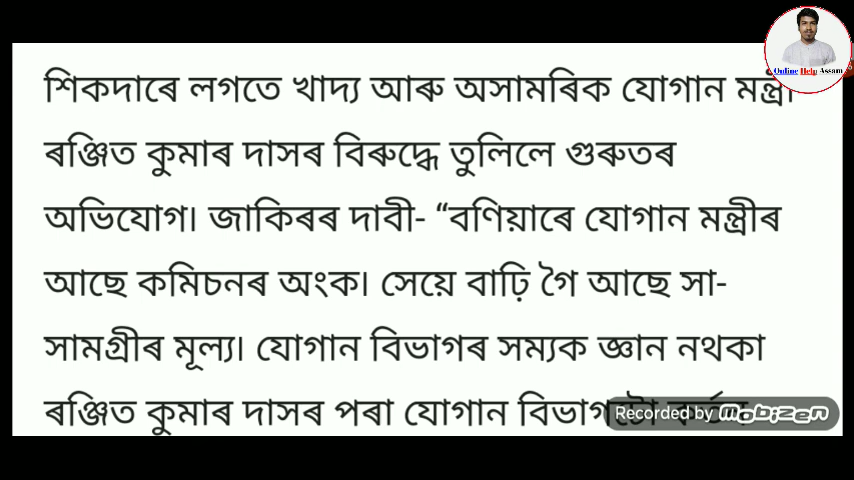 শিকদাৰে লগতে খাদ্য আৰু অসামৰিক যোগান মন্ত্ৰী
ৰঞ্জিত কুমাৰ দাসৰ বিৰুদ্ধে তুলিলে গুৰুতৰ
অভিযোগ। জাকিৰৰ দাবী- “বণিয়াৰে যোগান মন্ত্ৰীৰ
আছে কমিচনৰ অংক। সেয়ে বাঢ়ি গৈ আছে সা-
সামগ্ৰীৰ মূল্য। যোগান বিভাগৰ সম্যক জ্ঞান নথকা
ৰঞ্জিত কুমাৰ দাসৰ পৰা যোগান বিভাগটো
Online Help Assam
Recorded by Mobizen